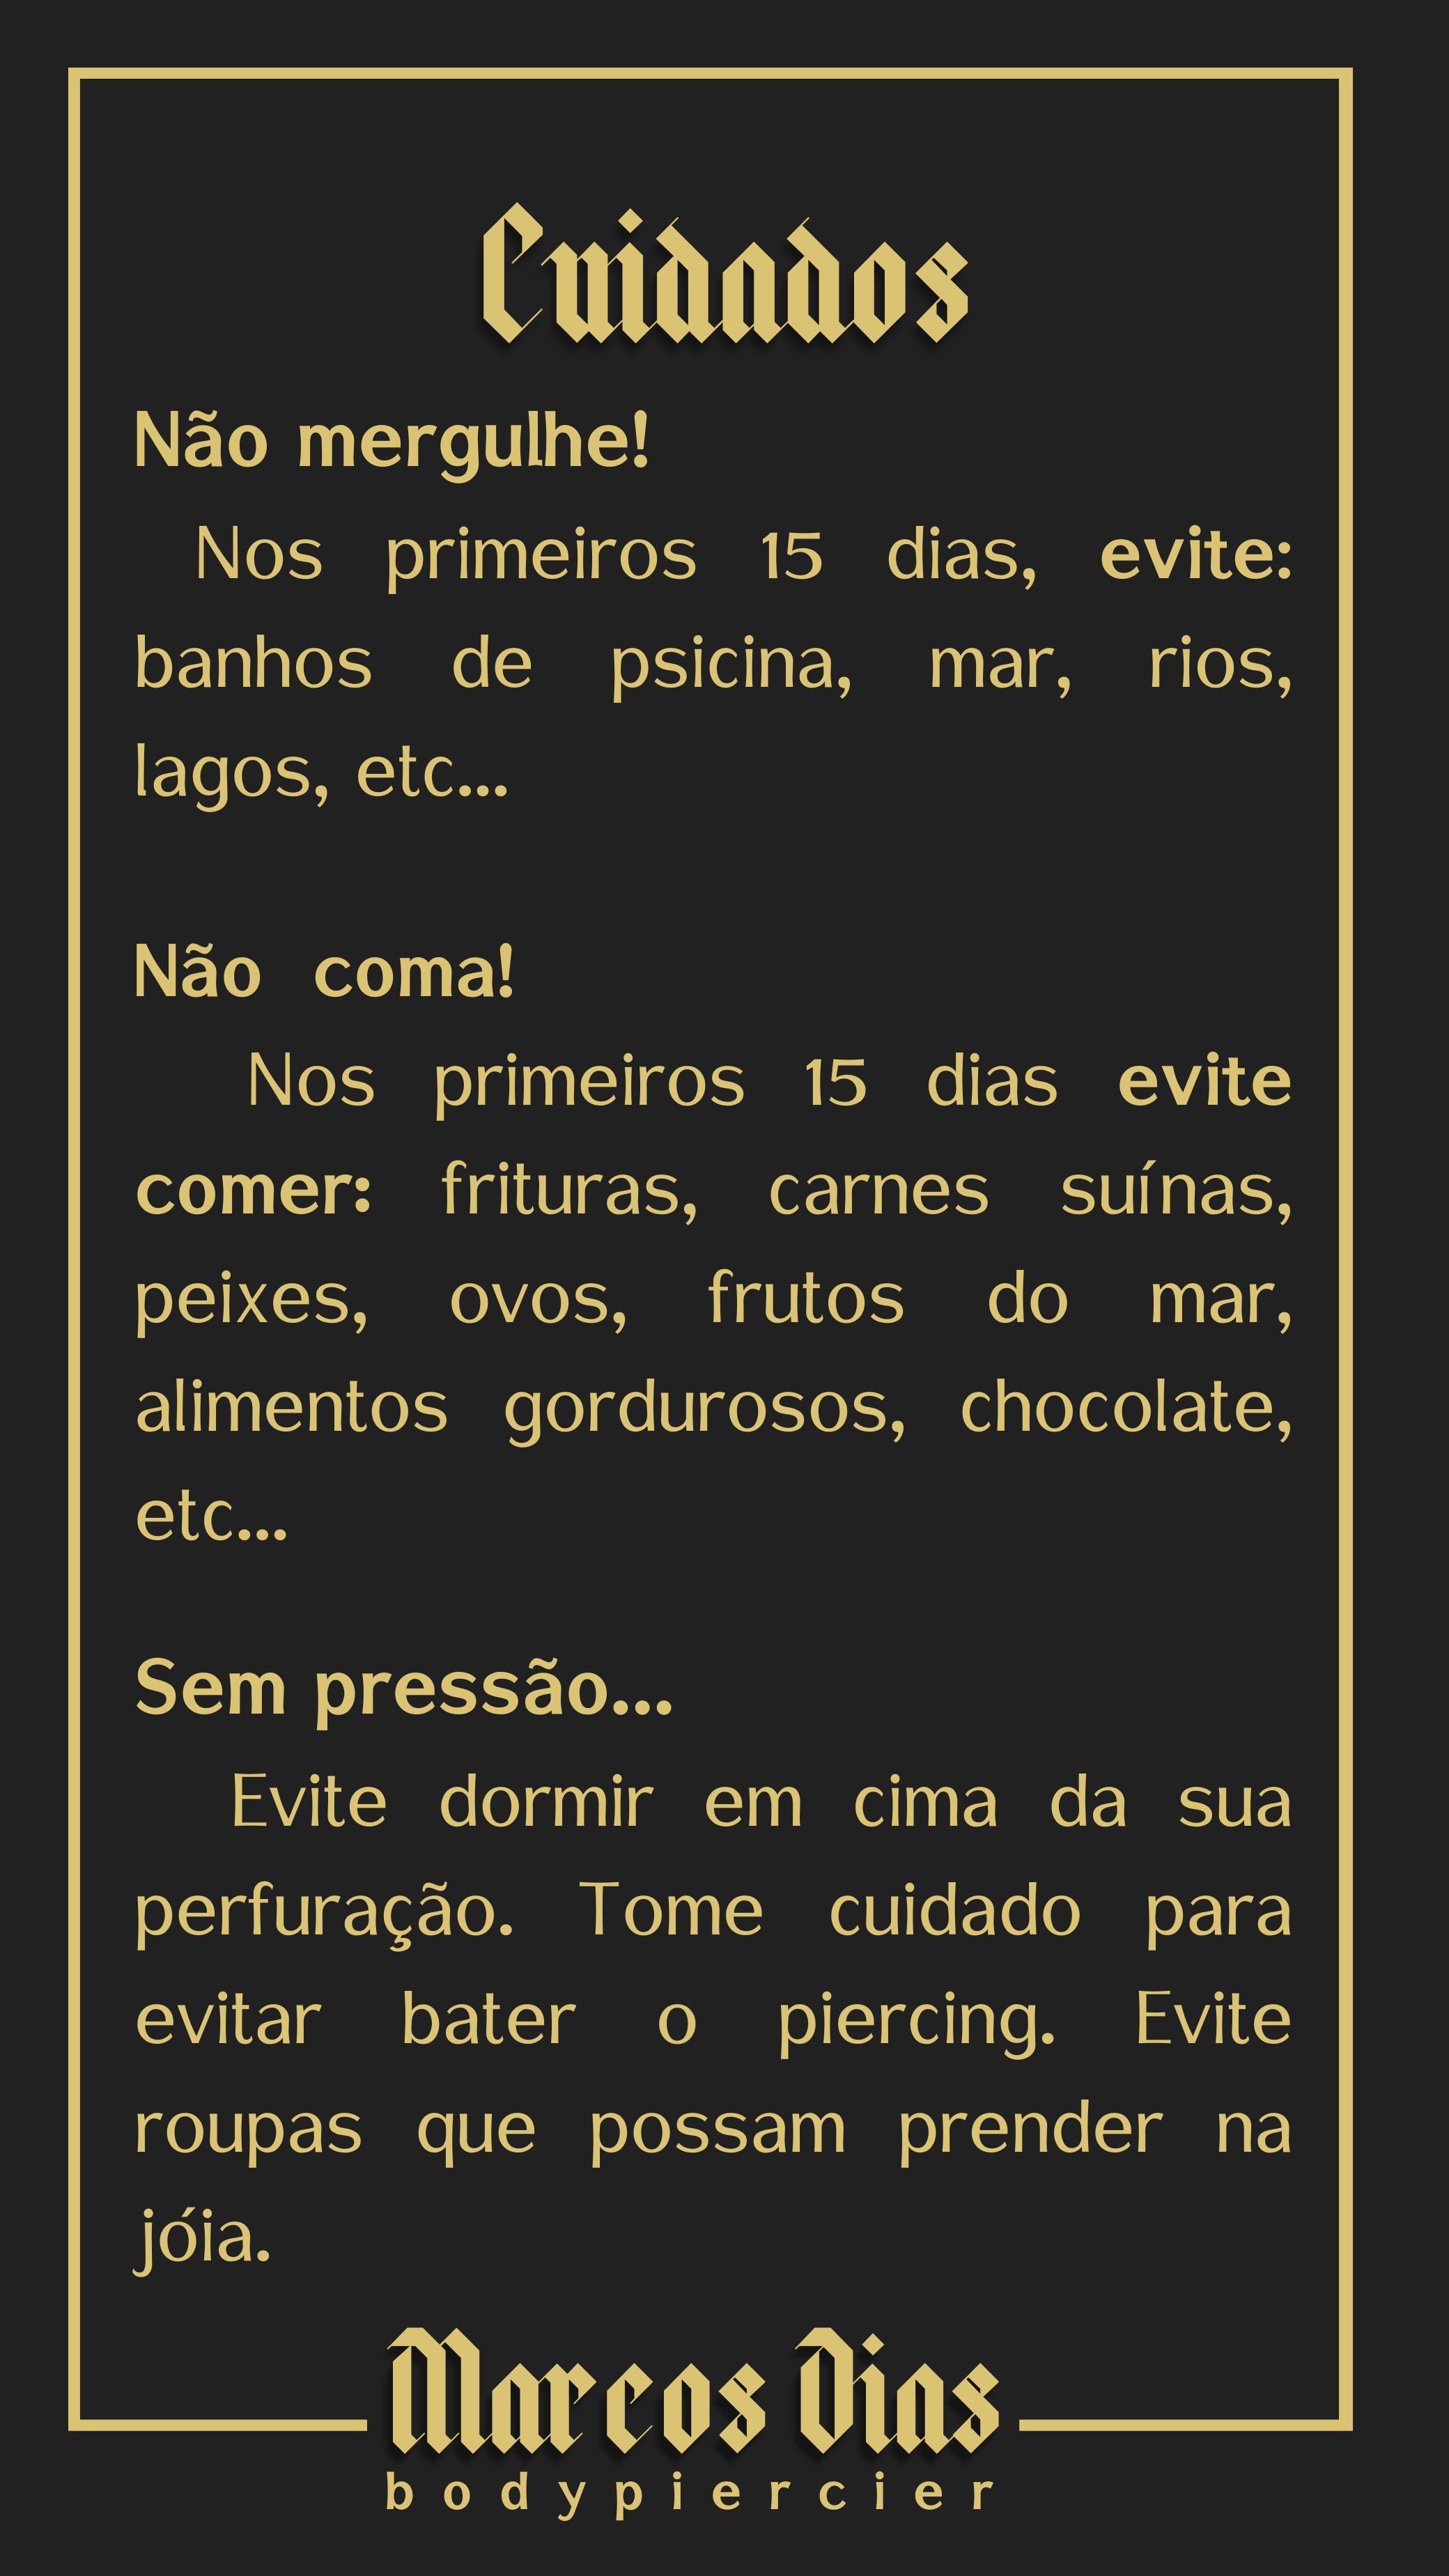 Cuidados
Não mergulhe!
Nos primeiros 15 dias, evite:
banhos de psicina, mar, rios,
lagos, etc...
Não coma!
Nos primeiros 15 dias evite
comer: frituras, carnes suínas,
peixes, ovos, frutos do mar,
alimentos gordurosos, chocolate,
etc...
Sem pressão...
Evite dormir em cima da sua
perfuração. Tome cuidado para
evitar bater o piercing. Evite
roupas que possam prender na
jóia.
Marcos Dias
bodypiercier